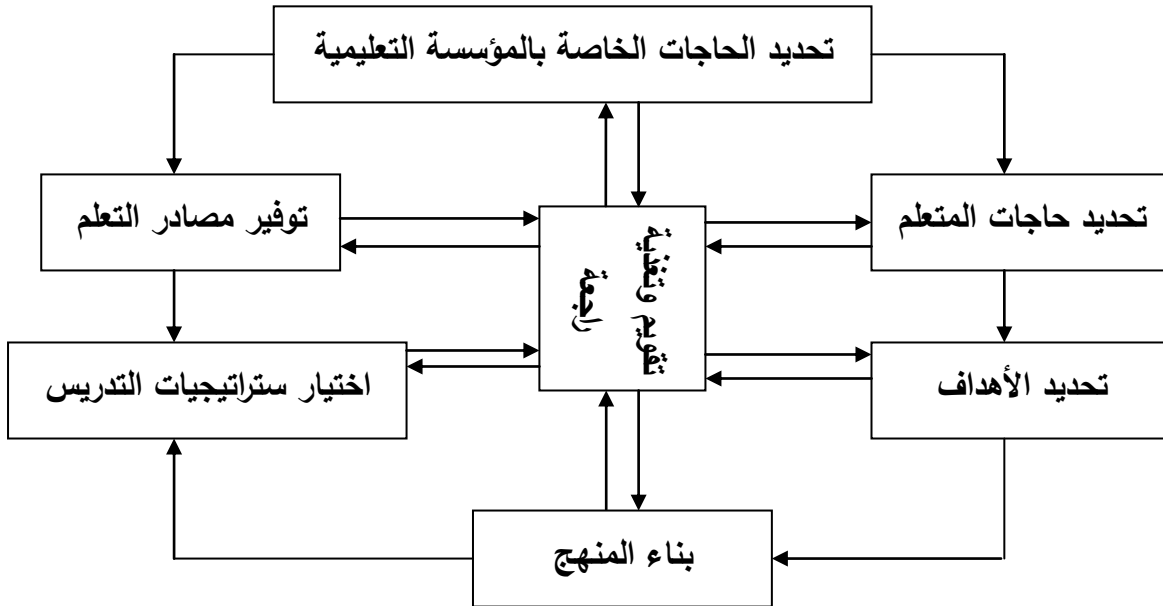 تحديد الحاجات الخاصة بالمؤسسة التعليمية
تحديد حاجات المتعلم
توفير مصادر التعلم
تقويم وتغذية
راجعة
تحديد الأهداف
اختيار ستراتيجيات التدريس
بناء المنهج